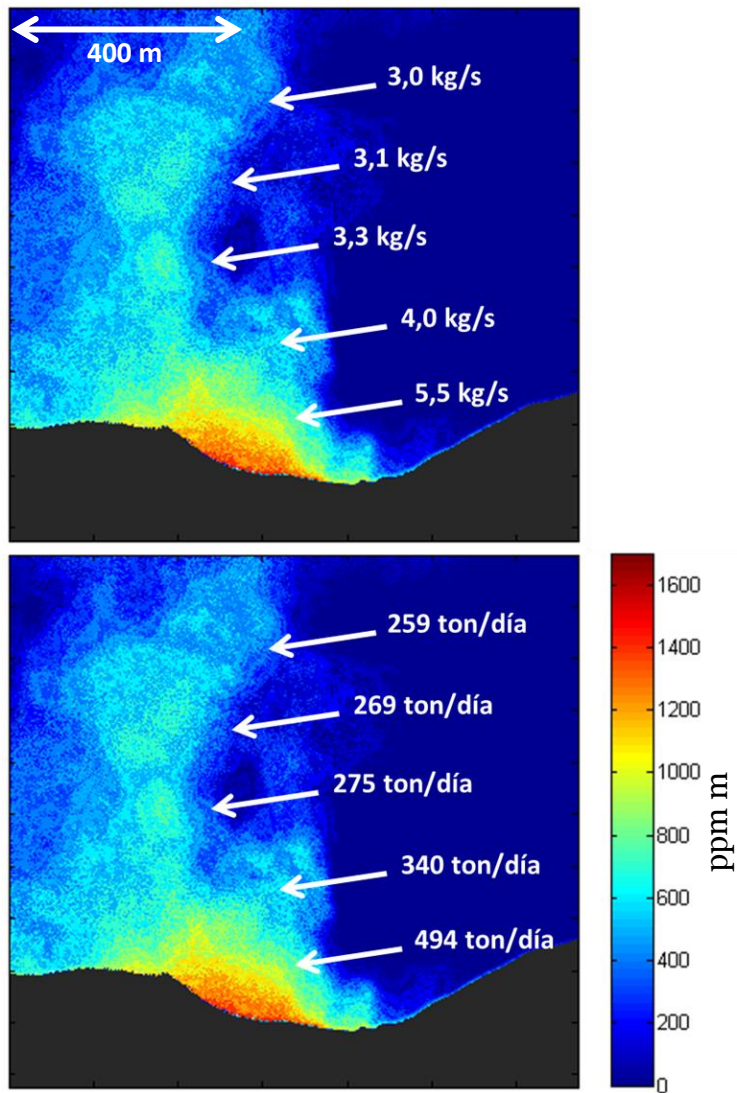 400 m
3,0 kg/s
3,1 kg/s
3,3 kg/s
4,0 kg/s
5,5 kg/s
259 ton/día
269 ton/día
275 ton/día
340 ton/día
494 ton/día
1600
1400
1200
1000
800
600
400
200
0
ppm m